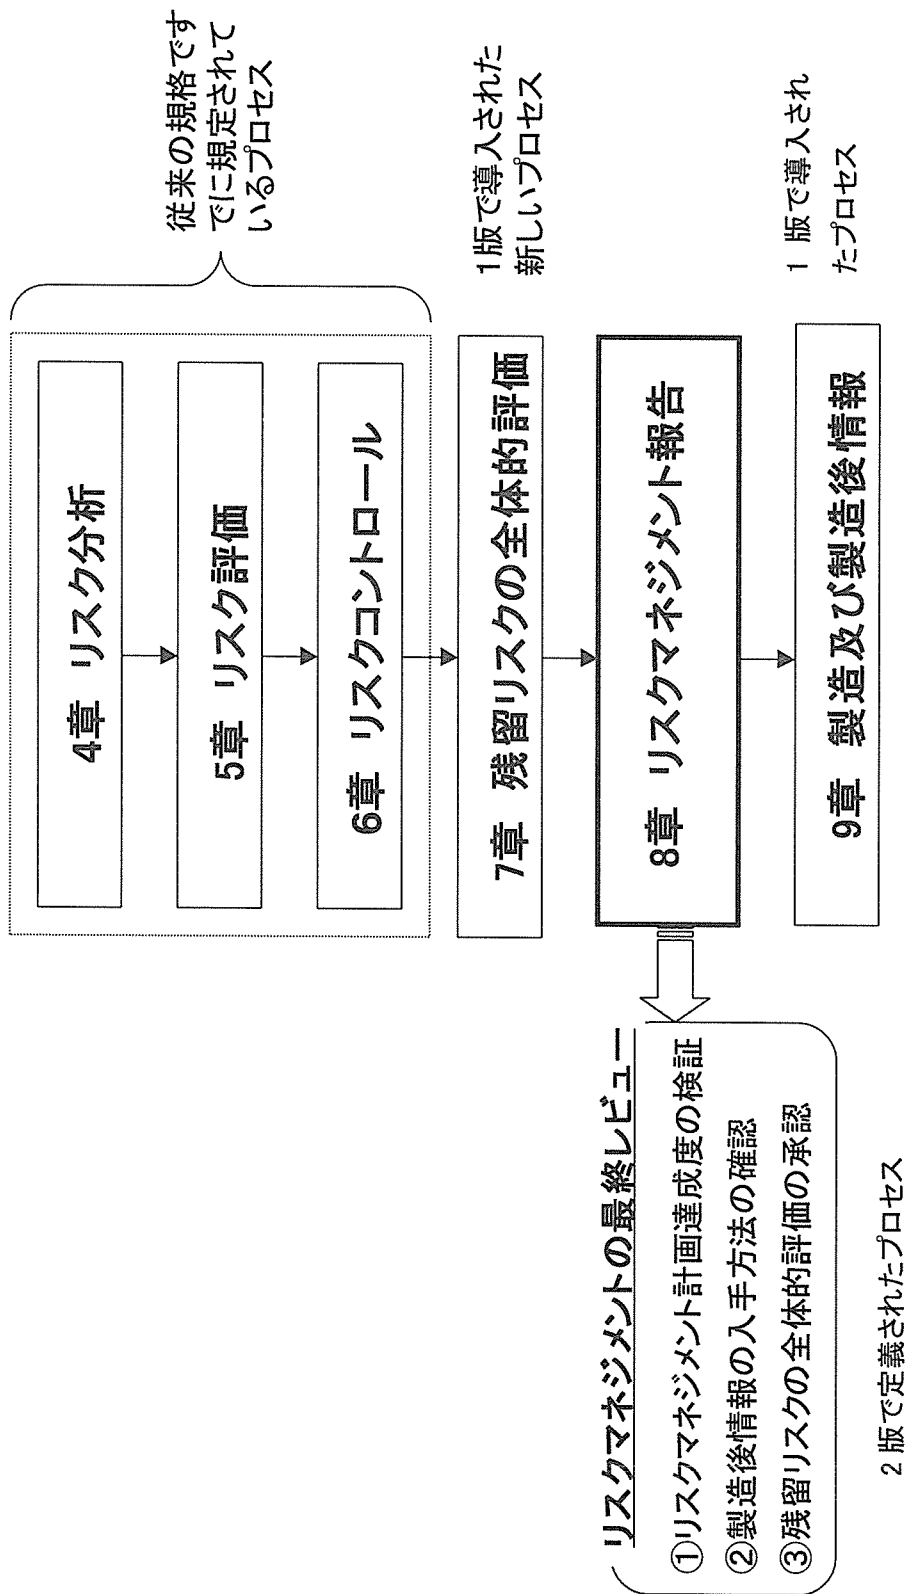 4章 リスク分析
5章 リスク評価
6章 リスクコントロール
従来の規格です
でに規定されて
いるプロセス
7章 残留リスクの全体的評価
1版で導入された
新しいプロセス
8章 リスクマネジメント報告
9章 製造及び製造後情報
1 版で導入され
たプロセス
リスクマネジメントの最終レビュー
①リスクマネジメント計画達成度の検証
②製造後情報の入手方法の確認
③残留リスクの全体的評価の承認
2版で定義されたプロセス